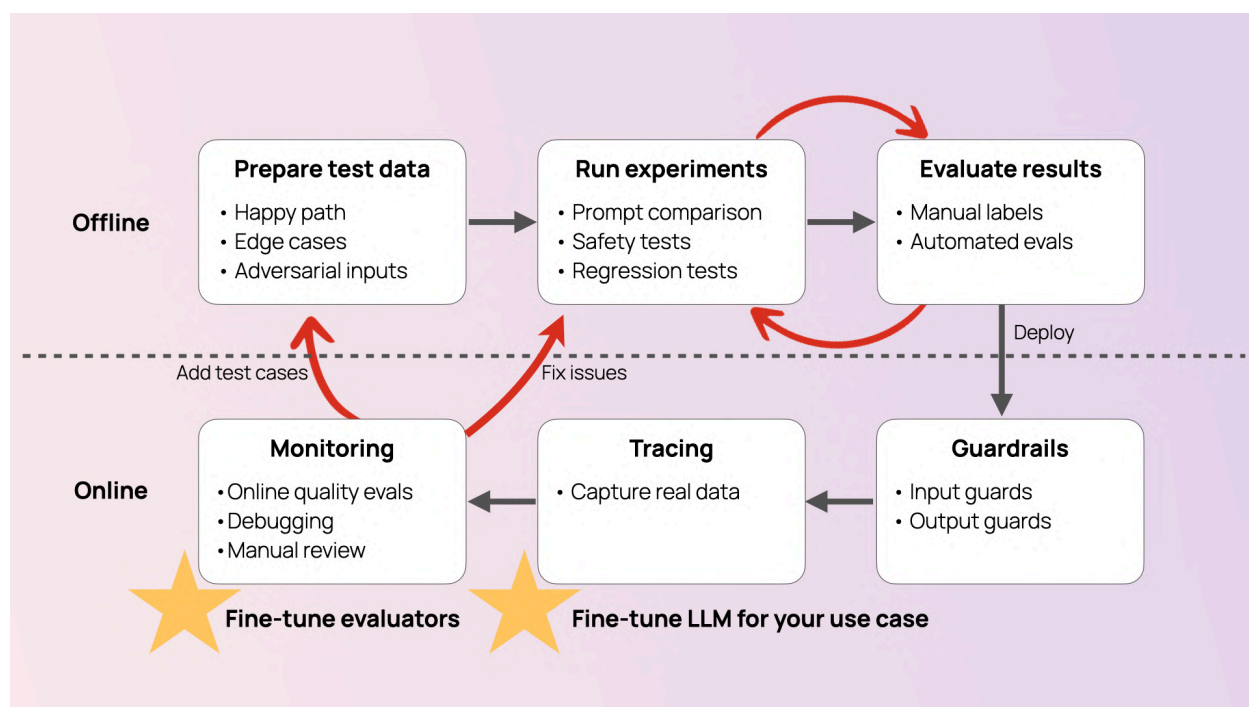 Offline
Prepare test data
• Happy path
• Edge cases
• Adversarial inputs
Run experiments
• Prompt comparison
• Safety tests
• Regression tests
Evaluate results
• Manual labels
• Automated evals
Deploy
Add test cases
Fix issues
Online
Monitoring
• Online quality evals
• Debugging
• Manual review
Tracing
• Capture real data
Guardrails
• Input guards
• Output guards
Fine-tune evaluators
Fine-tune LLM for your use case